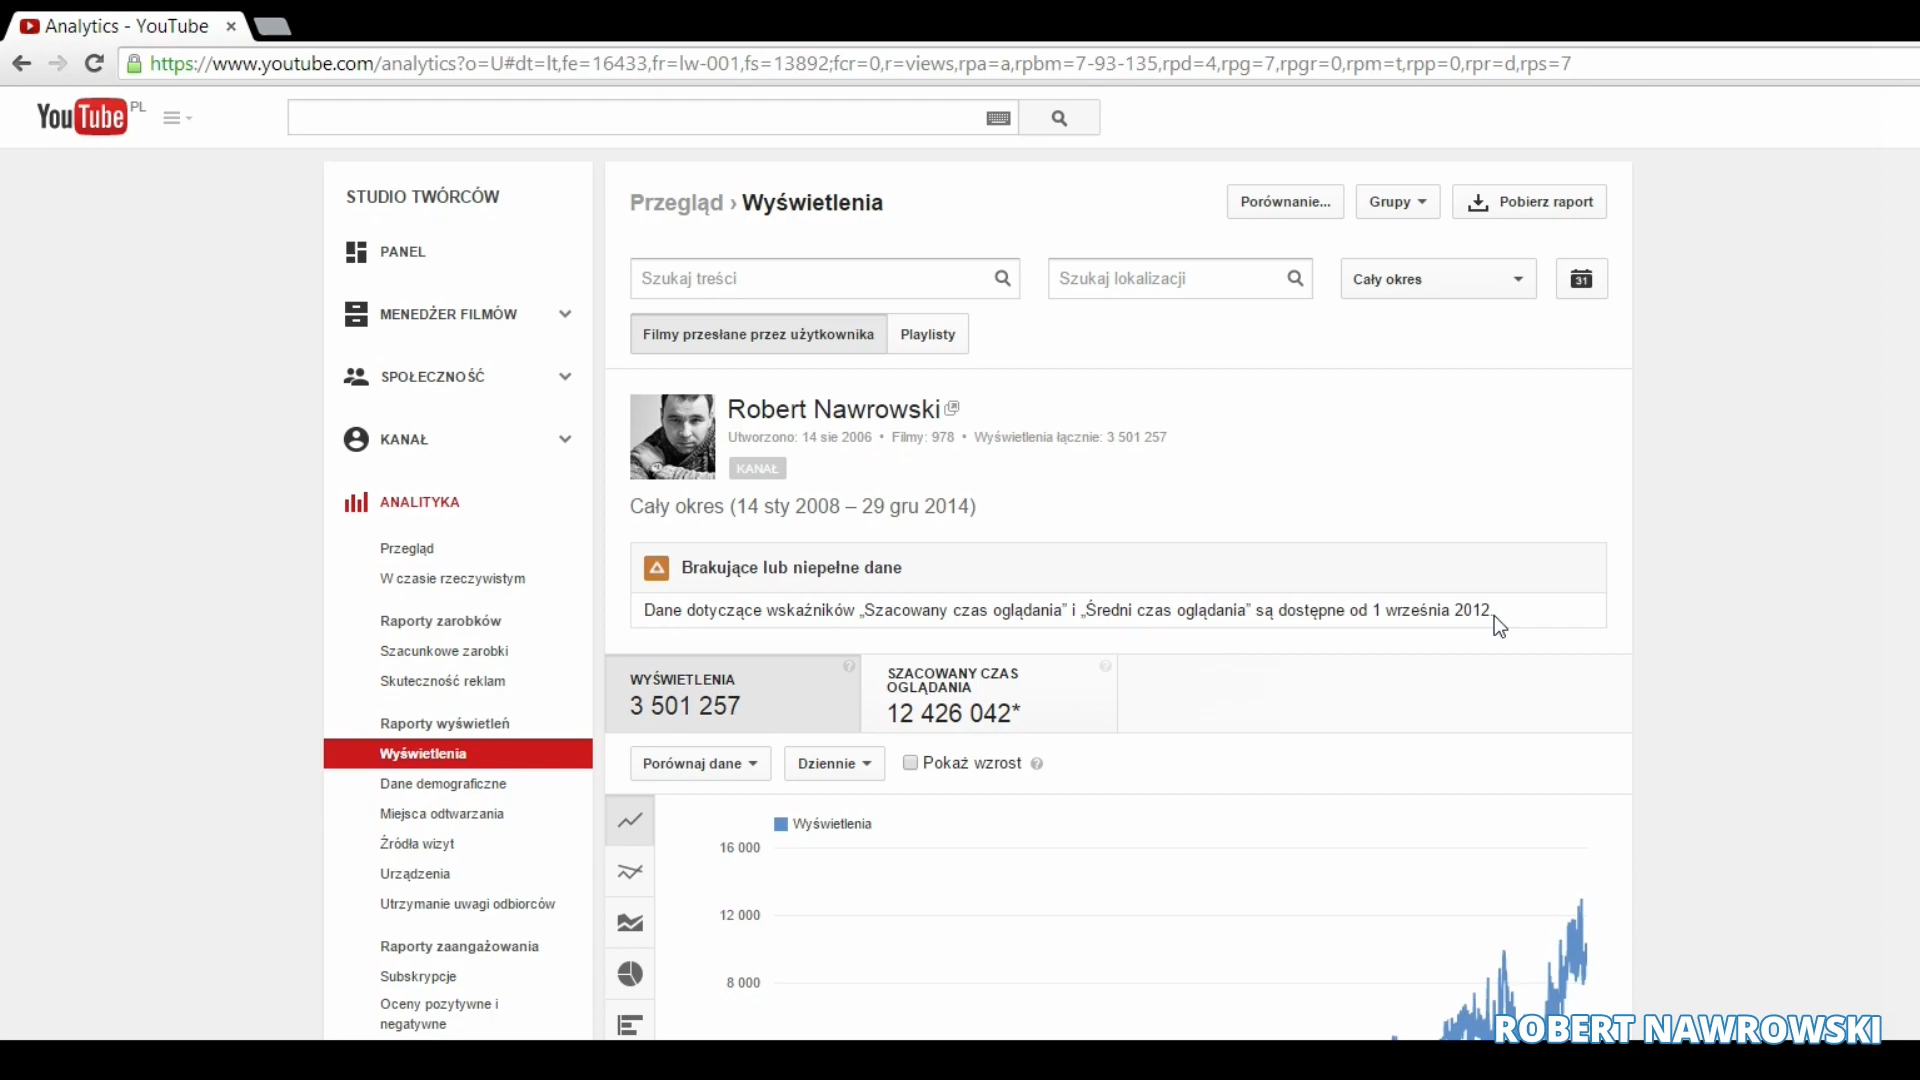 Analytics - YouTube
https://www.youtube.com/analytics?o=U#dt=lt,fe=16433,fr=lw-001,fs=13892;fcr=0,r=views,rpa=a,rpbm=7-93-135,rpd=4,rpg=7,rpgr=0,rpm=t,rpp=0,rpr=d,rps=7
YouTube PL
STUDIO TWÓRCÓW
PANEL
MENEDŻER FILMÓW
SPOŁECZNOŚĆ
KANAŁ
ANALITYKA
Przegląd
W czasie rzeczywistym
Raporty zarobków
Szacunkowe zarobki
Skuteczność reklam
Raporty wyświetleń
Wyświetlenia
Dane demograficzne
Miejsca odtwarzania
Źródła wizyt
Urządzenia
Utrzymanie uwagi odbiorców
Raporty zaangażowania
Subskrypcje
Oceny pozytywne i
negatywne
Przegląd › Wyświetlenia
Porównanie...
Grupy
Pobierz raport
Szukaj treści
Szukaj lokalizacji
Cały okres
31
Filmy przesłane przez użytkownika
Playlisty
Robert Nawrowski
Utworzono: 14 sie 2006 • Filmy: 978 • Wyświetlenia łącznie: 3 501 257
KANAŁ
Cały okres (14 sty 2008 – 29 gru 2014)
Brakujące lub niepełne dane
Dane dotyczące wskaźników „Szacowany czas oglądania” i „Średni czas oglądania” są dostępne od 1 września 2012.
WYŚWIETLENIA
3 501 257
SZACOWANY CZAS
OGLĄDANIA
12 426 042*
Porównaj dane
Dziennie
Pokaż wzrost
Wyświetlenia
16 000
12 000
8 000
ROBERT NAWROWSKI